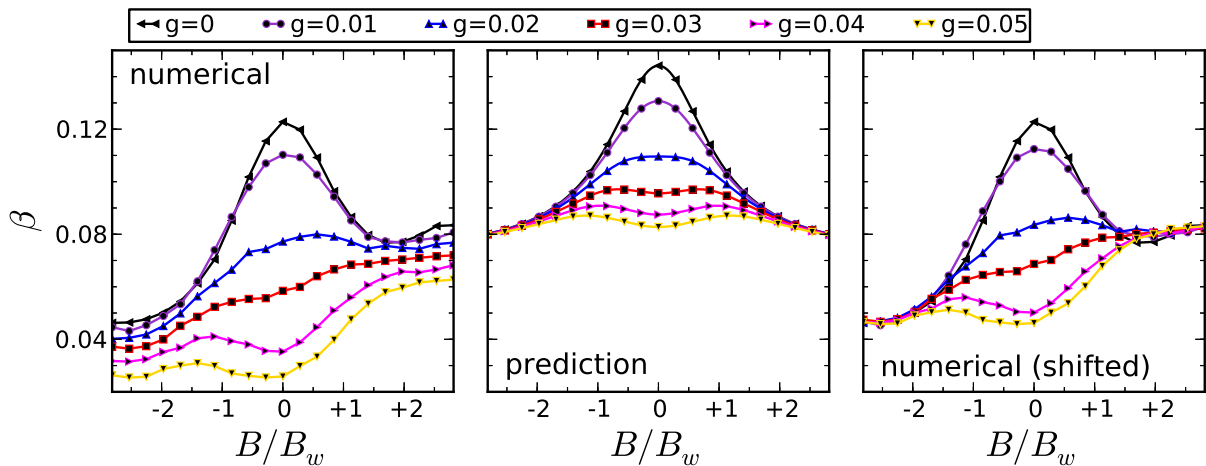 g=0 g=0.01 g=0.02 g=0.03 g=0.04 g=0.05
numerical
prediction
numerical (shifted)
β
0.12
0.08
0.04
-2 -1 0 +1 +2
-2 -1 0 +1 +2
-2 -1 0 +1 +2
B/B_w
B/B_w
B/B_w